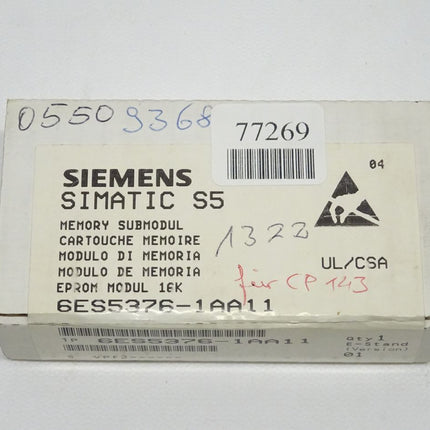 0550 9368
77269
04
SIEMENS
SIMATIC S5
MEMORY SUBMODUL
CARTOUCHE MEMOIRE
MODULO DI MEMORIA
MODULO DE MEMORIA
EPROM MODUL 16K
6ES5376-1AA11
1322
UL/CSA
für CP 143
1P 6ES5376-1AA11
Qty 1
E-Stand
(Version)
01
S